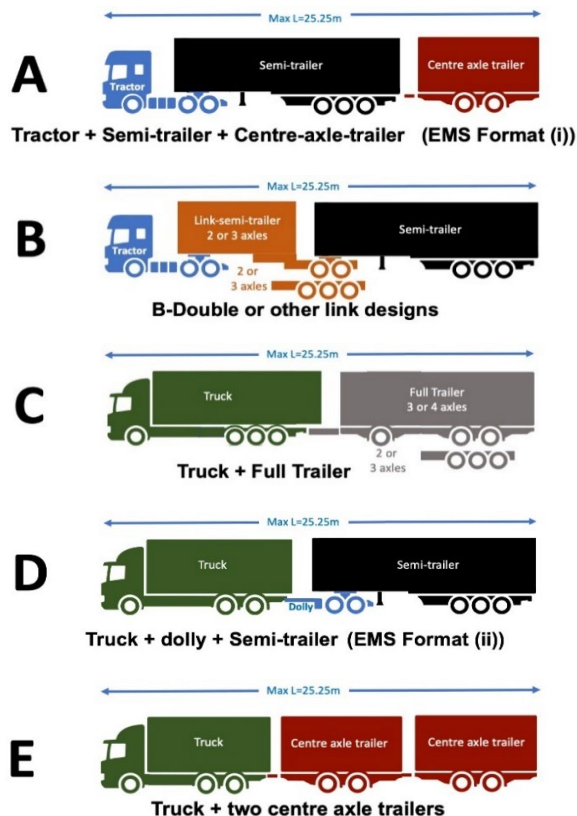 Max L=25.25m
A
Tractor
Semi-trailer
Centre axle trailer
Tractor + Semi-trailer + Centre-axle-trailer (EMS Format (i))
Max L=25.25m
B
Tractor
Link-semi-trailer
2 or 3 axles
Semi-trailer
2 or
3 axles
B-Double or other link designs
Max L=25.25m
C
Truck
Full Trailer
3 or 4 axles
2 or
3 axles
Truck + Full Trailer
Max L=25.25m
D
Truck
Dolly
Semi-trailer
Truck + dolly + Semi-trailer (EMS Format (ii))
Max L=25.25m
E
Truck
Centre axle trailer
Centre axle trailer
Truck + two centre axle trailers